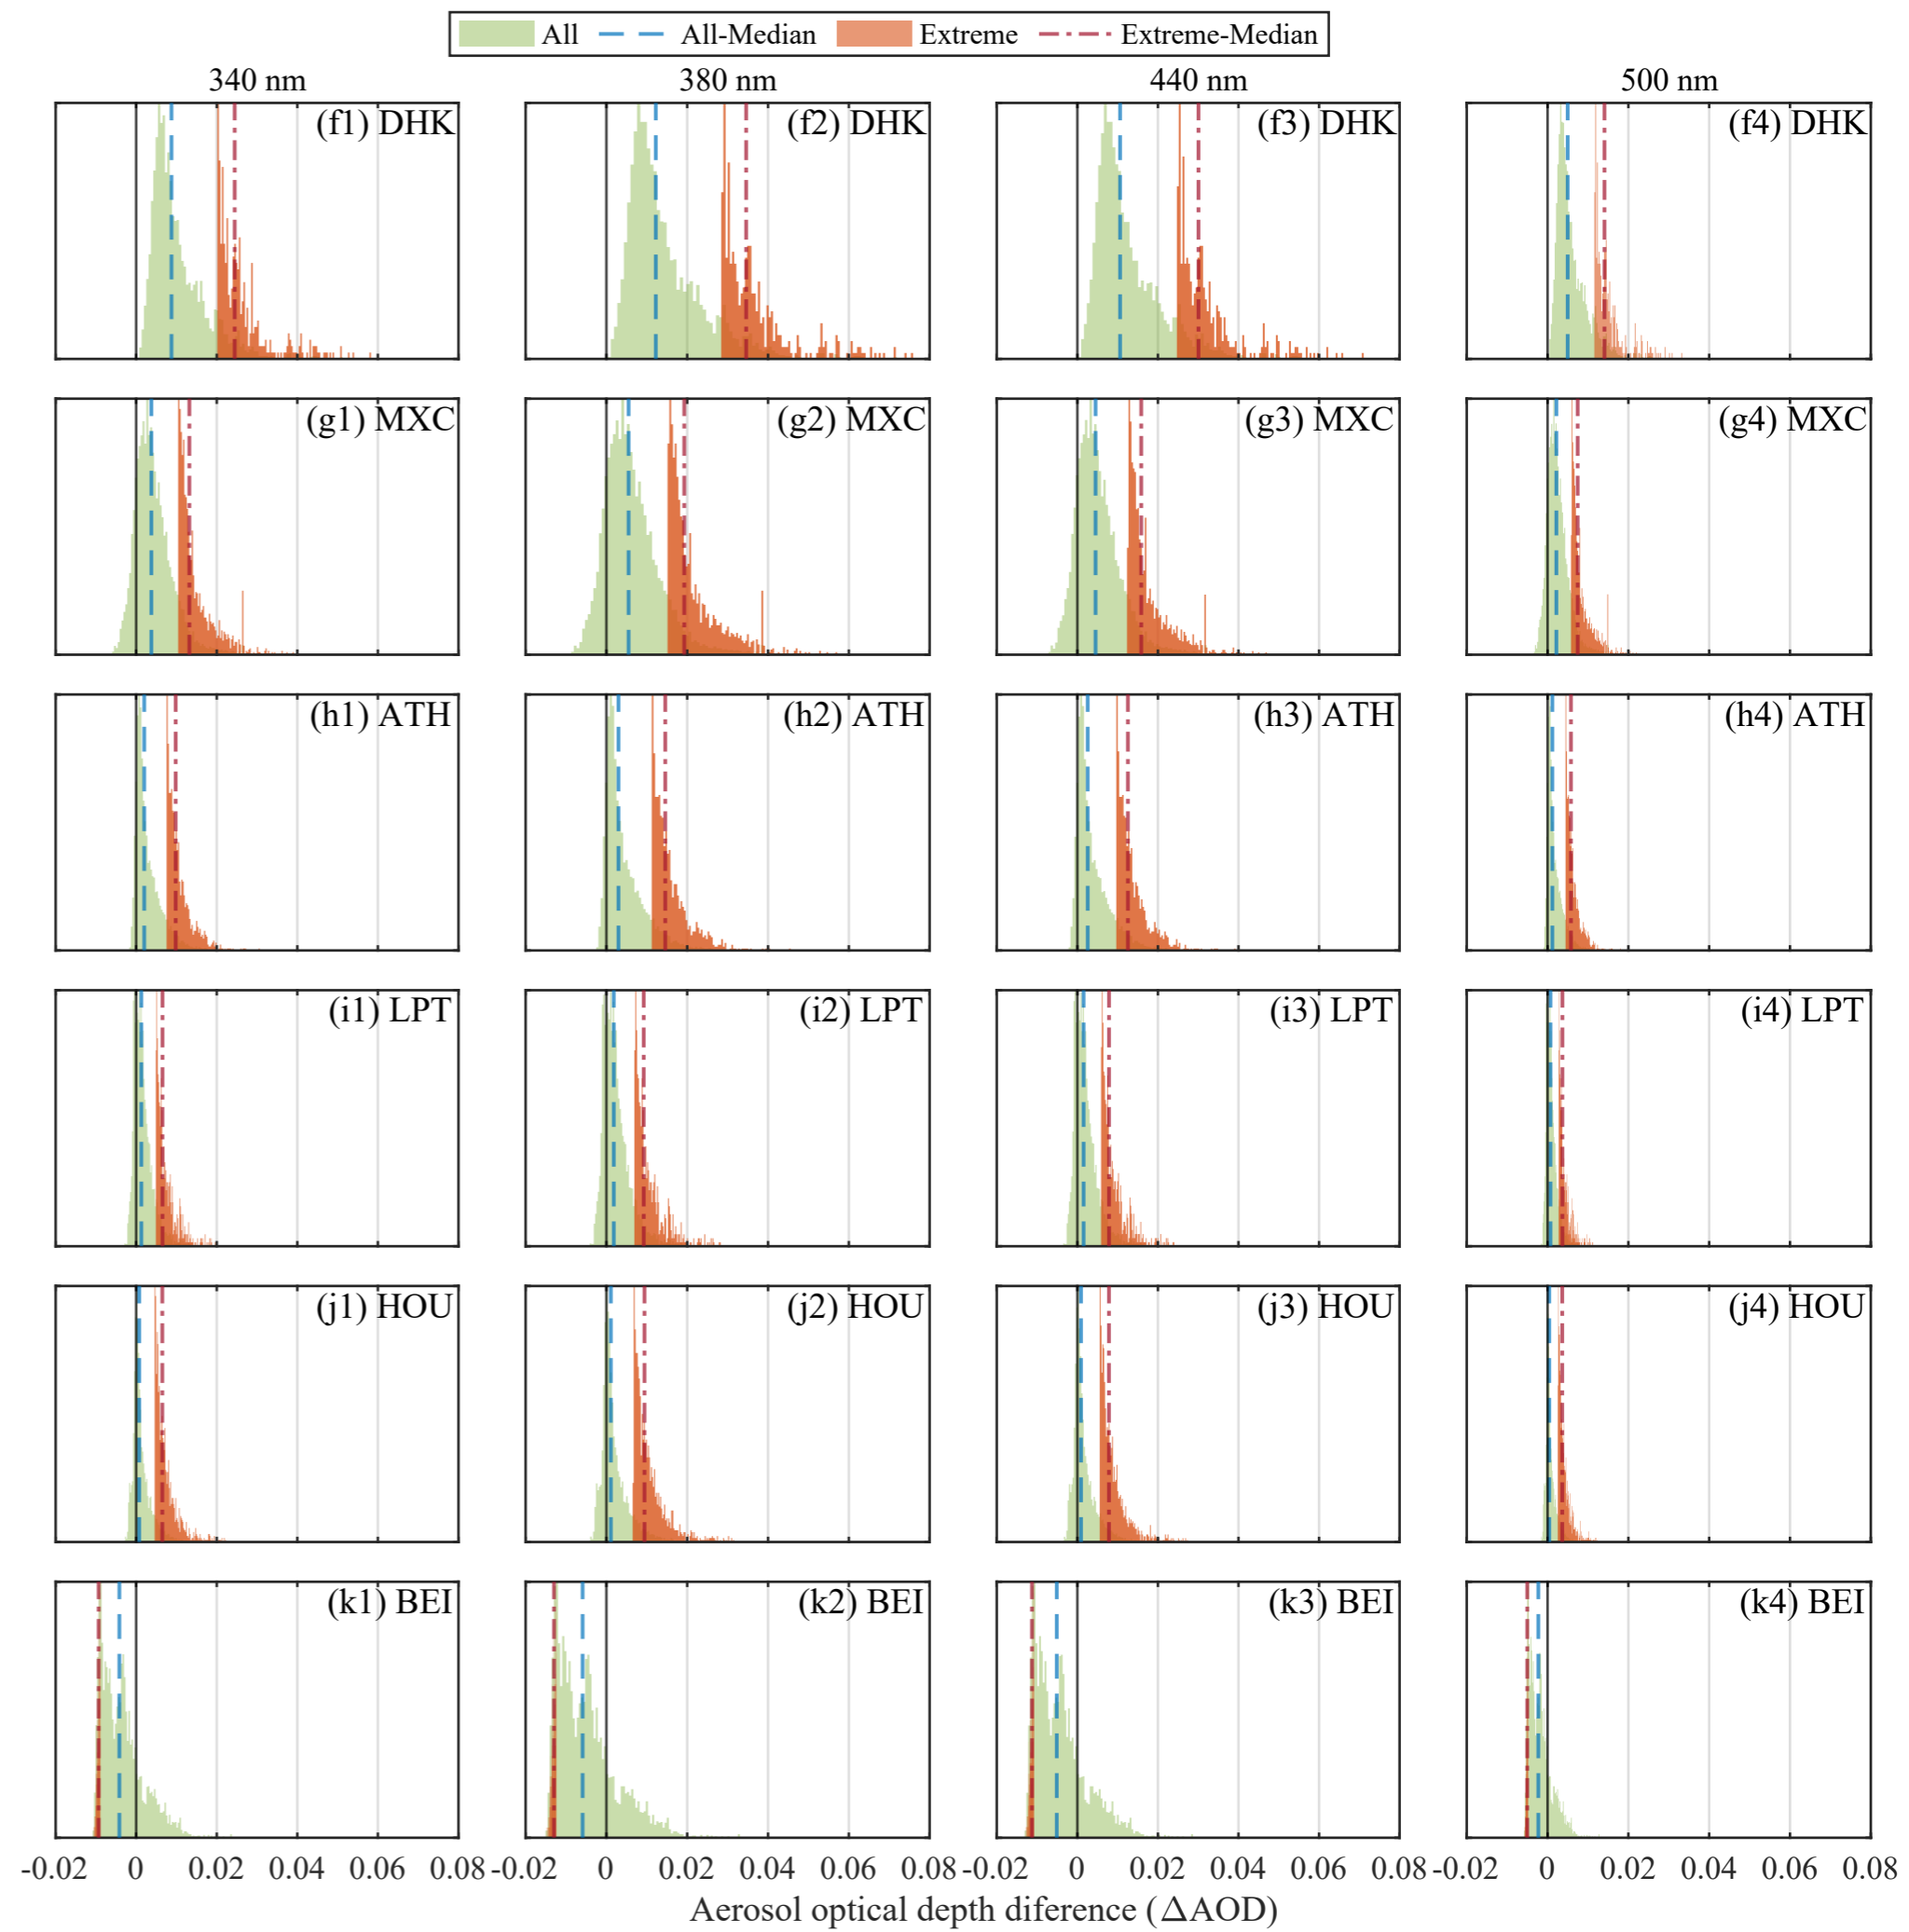 All All-Median Extreme Extreme-Median
340 nm 380 nm 440 nm 500 nm
(f1) DHK (f2) DHK (f3) DHK (f4) DHK
(g1) MXC (g2) MXC (g3) MXC (g4) MXC
(h1) ATH (h2) ATH (h3) ATH (h4) ATH
(i1) LPT (i2) LPT (i3) LPT (i4) LPT
(j1) HOU (j2) HOU (j3) HOU (j4) HOU
(k1) BEI (k2) BEI (k3) BEI (k4) BEI
-0.02 0 0.02 0.04 0.06 0.08 -0.02 0 0.02 0.04 0.06 0.08 -0.02 0 0.02 0.04 0.06 0.08 -0.02 0 0.02 0.04 0.06 0.08
Aerosol optical depth diference (ΔAOD)